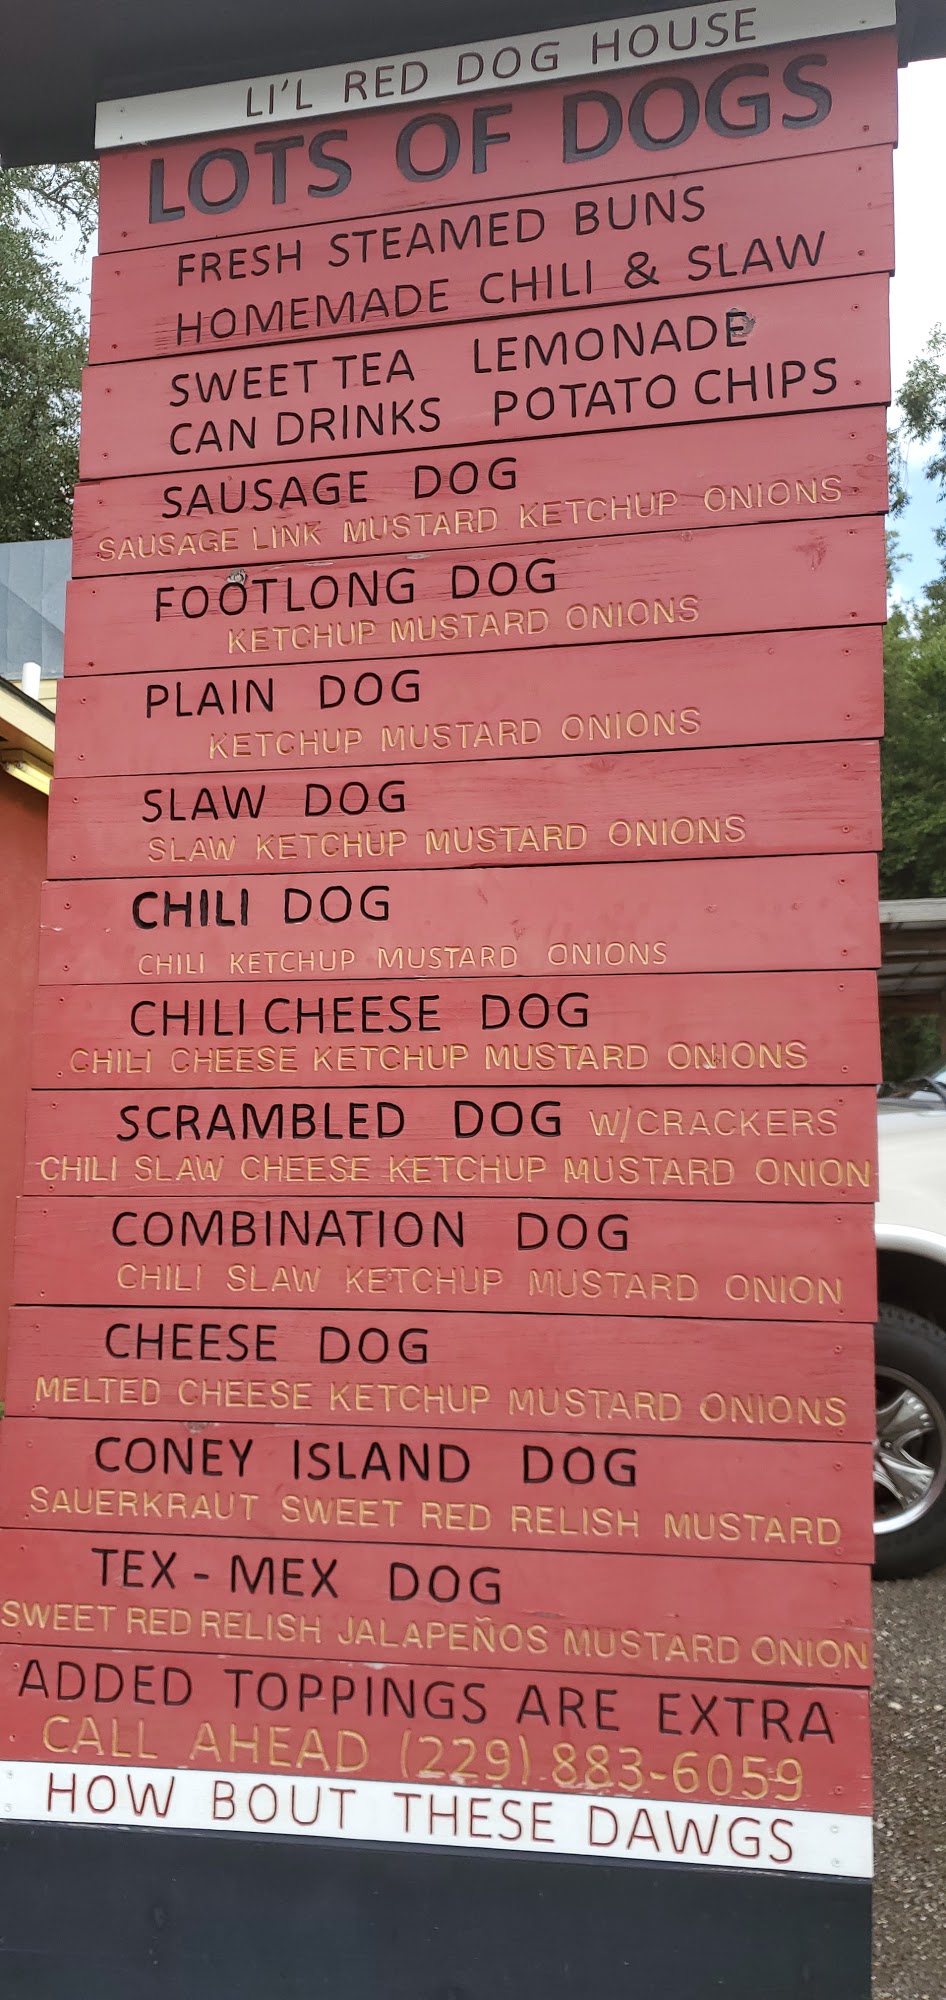 LI'L RED DOG HOUSE
LOTS OF DOGS
FRESH STEAMED BUNS
HOMEMADE CHILI & SLAW
SWEET TEA LEMONADE
CAN DRINKS POTATO CHIPS
SAUSAGE DOG
SAUSAGE LINK MUSTARD KETCHUP ONIONS
FOOTLONG DOG
KETCHUP MUSTARD ONIONS
PLAIN DOG
KETCHUP MUSTARD ONIONS
SLAW DOG
SLAW KETCHUP MUSTARD ONIONS
CHILI DOG
CHILI KETCHUP MUSTARD ONIONS
CHILI CHEESE DOG
CHILI CHEESE KETCHUP MUSTARD ONIONS
SCRAMBLED DOG W/CRACKERS
CHILI SLAW CHEESE KETCHUP MUSTARD ONION
COMBINATION DOG
CHILI SLAW KETCHUP MUSTARD ONION
CHEESE DOG
MELTED CHEESE KETCHUP MUSTARD ONIONS
CONEY ISLAND DOG
SAUERKRAUT SWEET RED RELISH MUSTARD
TEX-MEX DOG
SWEET RED RELISH JALAPEÑOS MUSTARD ONION
ADDED TOPPINGS ARE EXTRA
CALL AHEAD (229) 883-6059
HOW BOUT THESE DAWGS